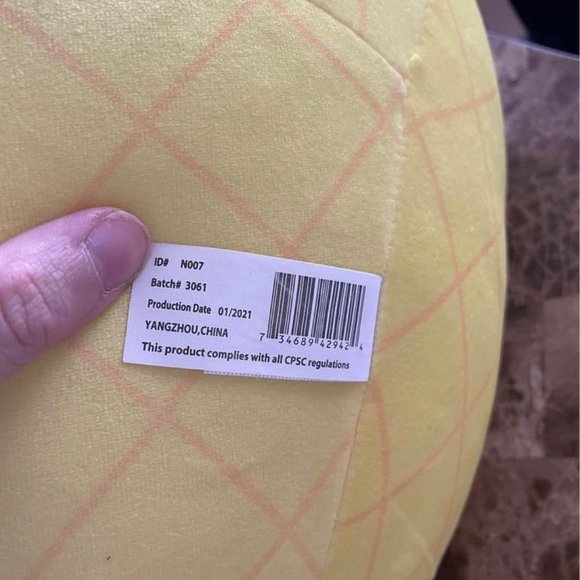 ID# N007
Batch# 3061
Production Date 01/2021
YANGZHOU,CHINA
7 34689 42942 4
This product complies with all CPSC regulations